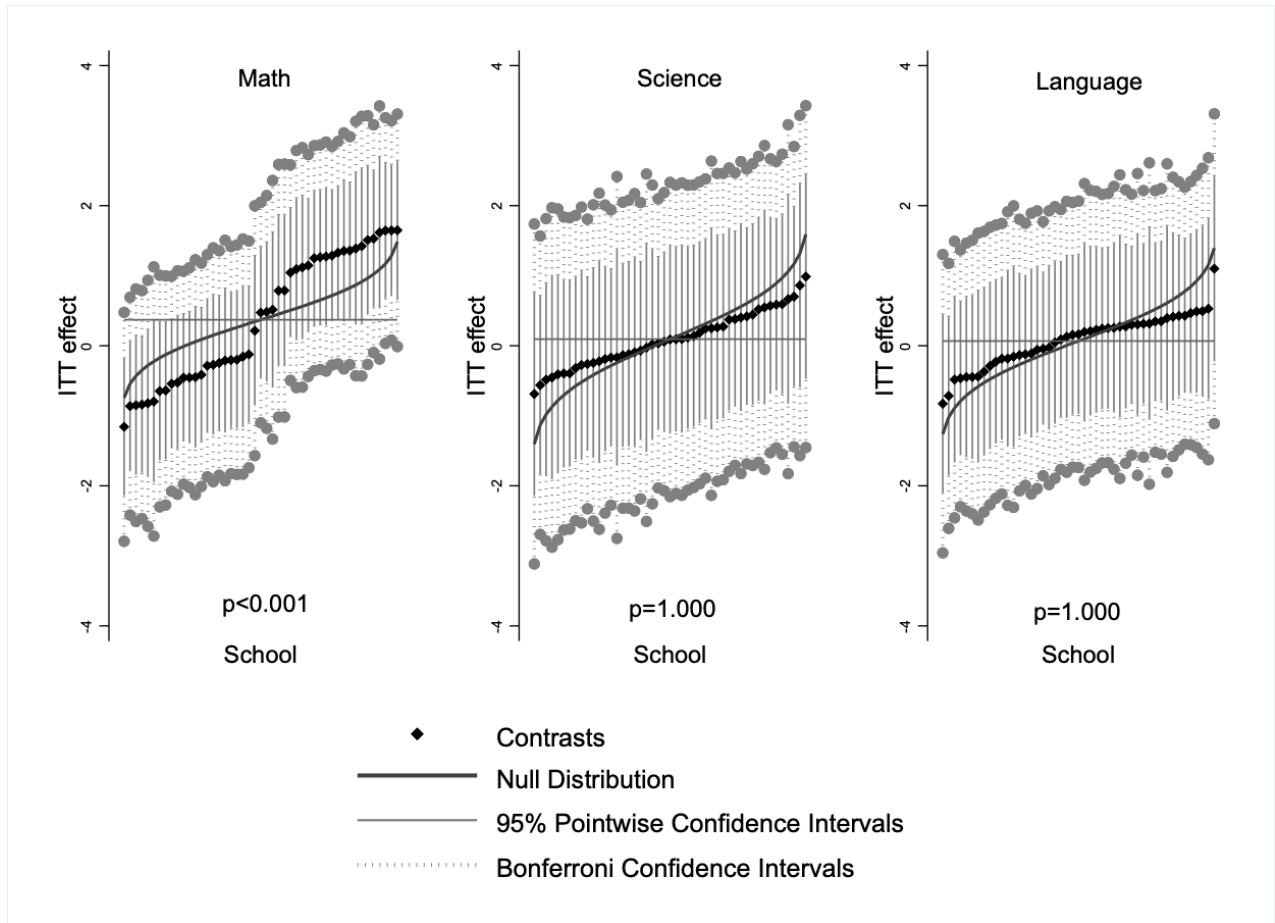 Math
Science
Language
4
2
0
-2
-4
ITT effect
4
2
0
-2
-4
ITT effect
4
2
0
-2
-4
ITT effect
p<0.001
p=1.000
p=1.000
School
School
School
Contrasts
Null Distribution
95% Pointwise Confidence Intervals
Bonferroni Confidence Intervals